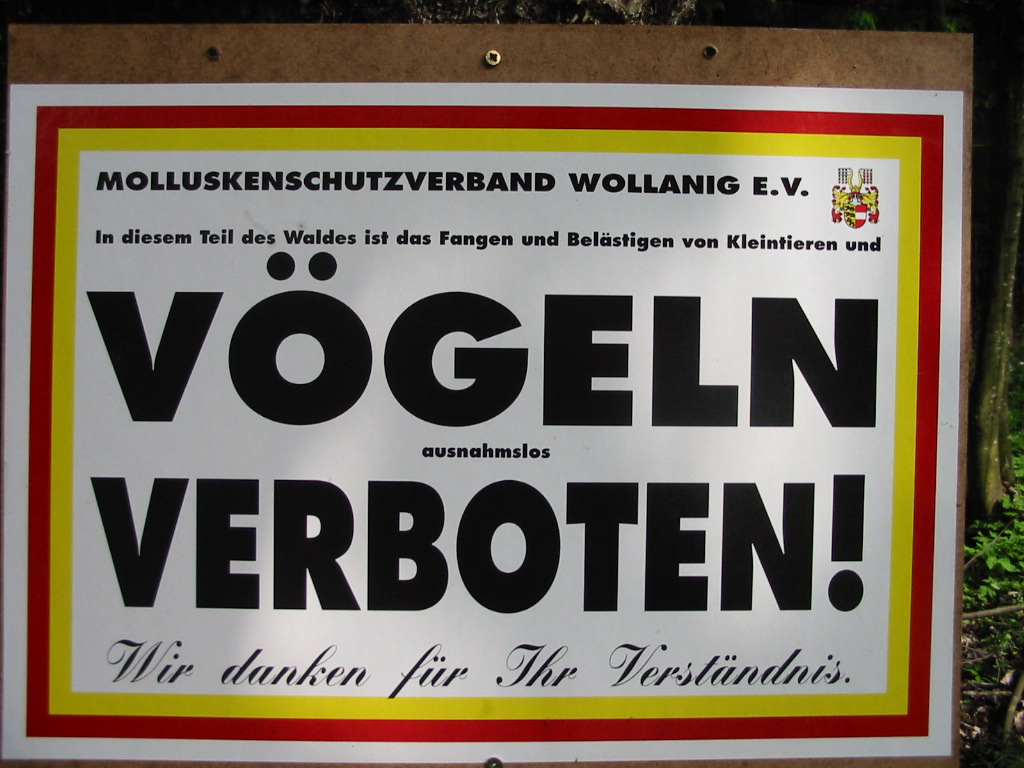 MOLLUSKENSCHUTZVERBAND WOLLANIG E.V.
In diesem Teil des Waldes ist das Fangen und Belästigen von Kleintieren und
VÖGELN
ausnahmslos
VERBOTEN!
Wir danken für Ihr Verständnis.